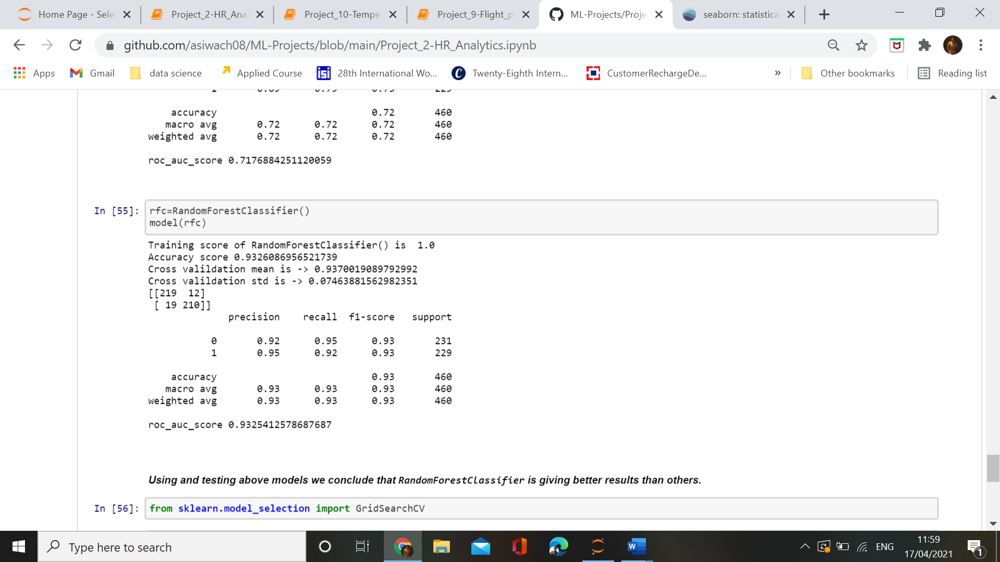 Home Page - Sele
Project_2-HR_Anal
Project_10-Tempe
Project_9-Flight_p
ML-Projects/Proje
seaborn: statistica
github.com/asiwach08/ML-Projects/blob/main/Project_2-HR_Analytics.ipynb
Apps
Gmail
data science
Applied Course
28th International Wo...
Twenty-Eighth Intern...
CustomerRechargeDe...
»
Other bookmarks
Reading list
accuracy 0.72 460
macro avg 0.72 0.72 0.72 460
weighted avg 0.72 0.72 0.72 460
roc_auc_score 0.7176884251120059
In [55]:
rfc=RandomForestClassifier()
model(rfc)
Training score of RandomForestClassifier() is  1.0
Accuracy score 0.9326086956521739
Cross valildation mean is -> 0.9370019089792992
Cross valildation std is -> 0.07463881562982351
[[219  12]
[ 19 210]]
precision recall f1-score support
0 0.92 0.95 0.93 231
1 0.95 0.92 0.93 229
accuracy 0.93 460
macro avg 0.93 0.93 0.93 460
weighted avg 0.93 0.93 0.93 460
roc_auc_score 0.9325412578687687
Using and testing above models we conclude that RandomForestClassifier is giving better results than others.
In [56]:
from sklearn.model_selection import GridSearchCV
Type here to search
ENG
11:59
17/04/2021
1